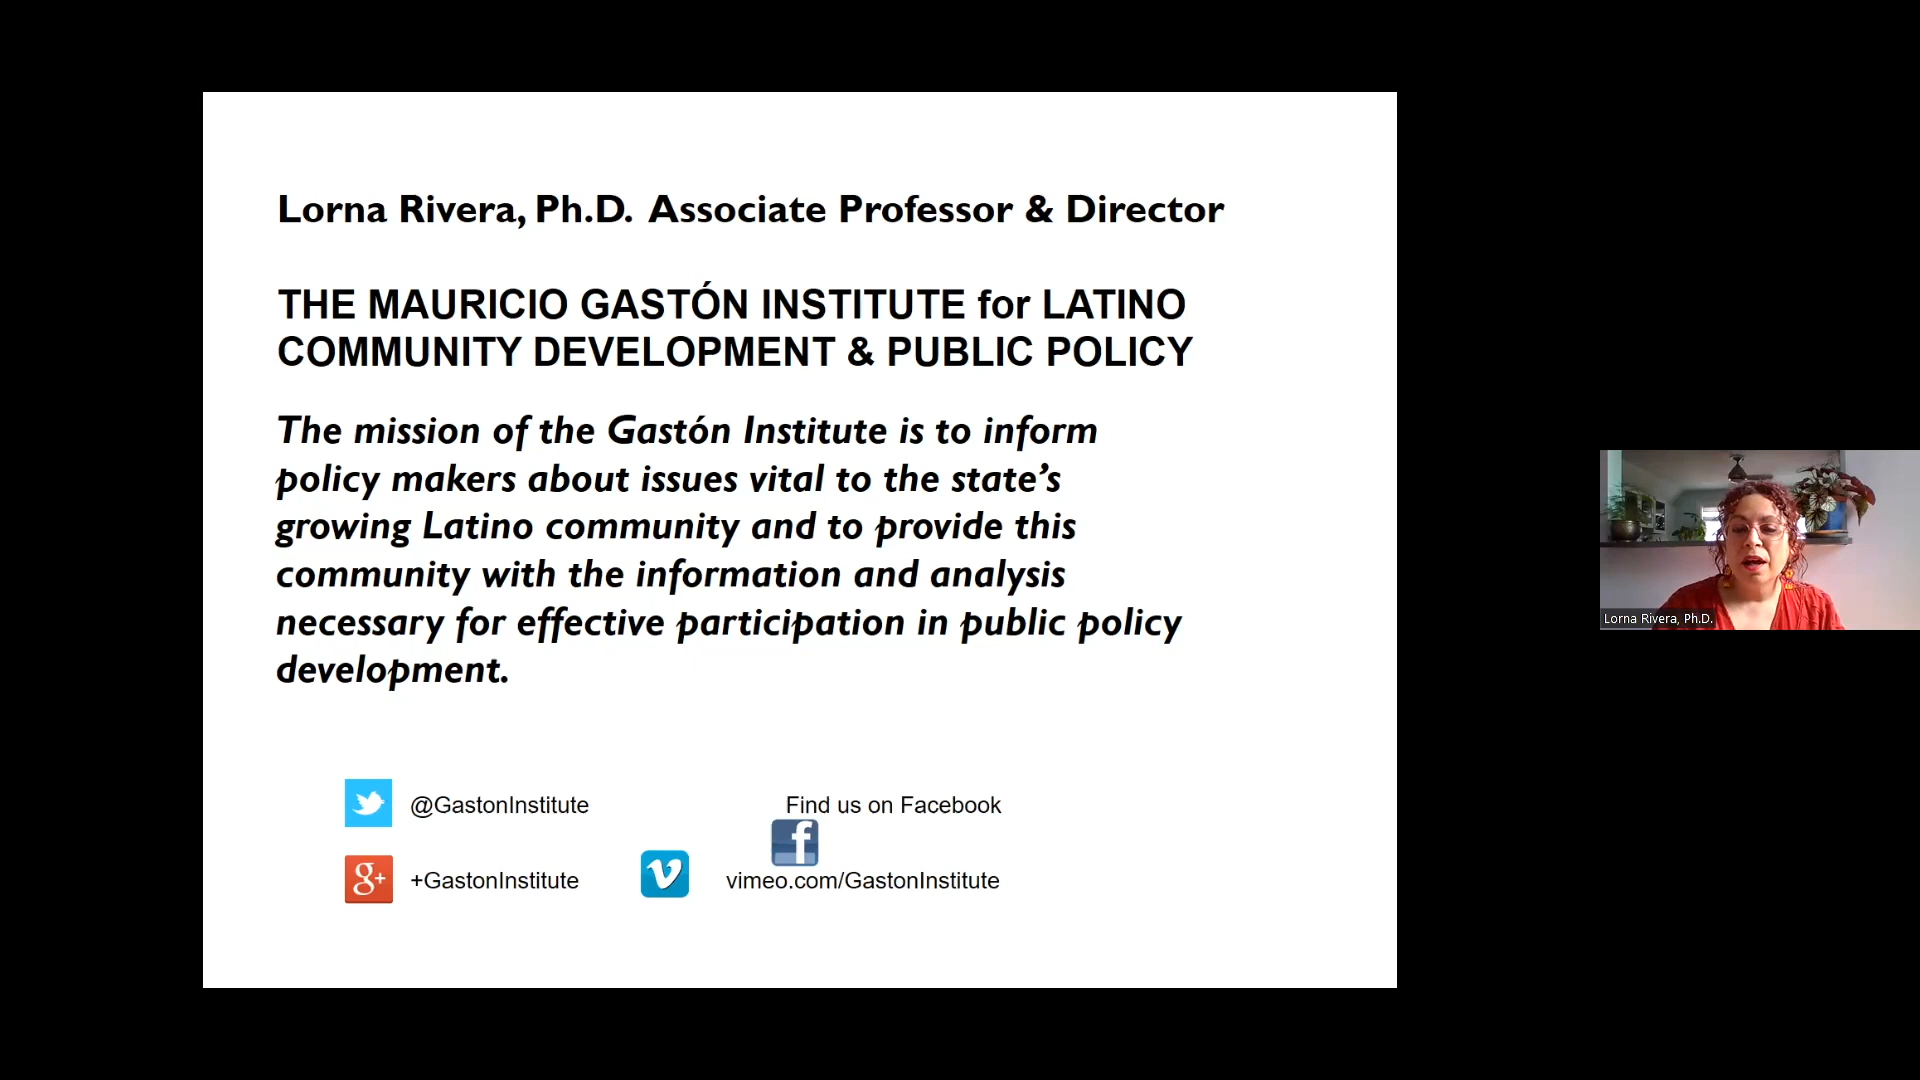 Lorna Rivera, Ph.D. Associate Professor & Director
THE MAURICIO GASTÓN INSTITUTE for LATINO
COMMUNITY DEVELOPMENT & PUBLIC POLICY
The mission of the Gastón Institute is to inform
policy makers about issues vital to the state’s
growing Latino community and to provide this
community with the information and analysis
necessary for effective participation in public policy
development.
@GastonInstitute
Find us on Facebook
f
g+
+GastonInstitute
v
vimeo.com/GastonInstitute
Lorna Rivera, Ph.D.